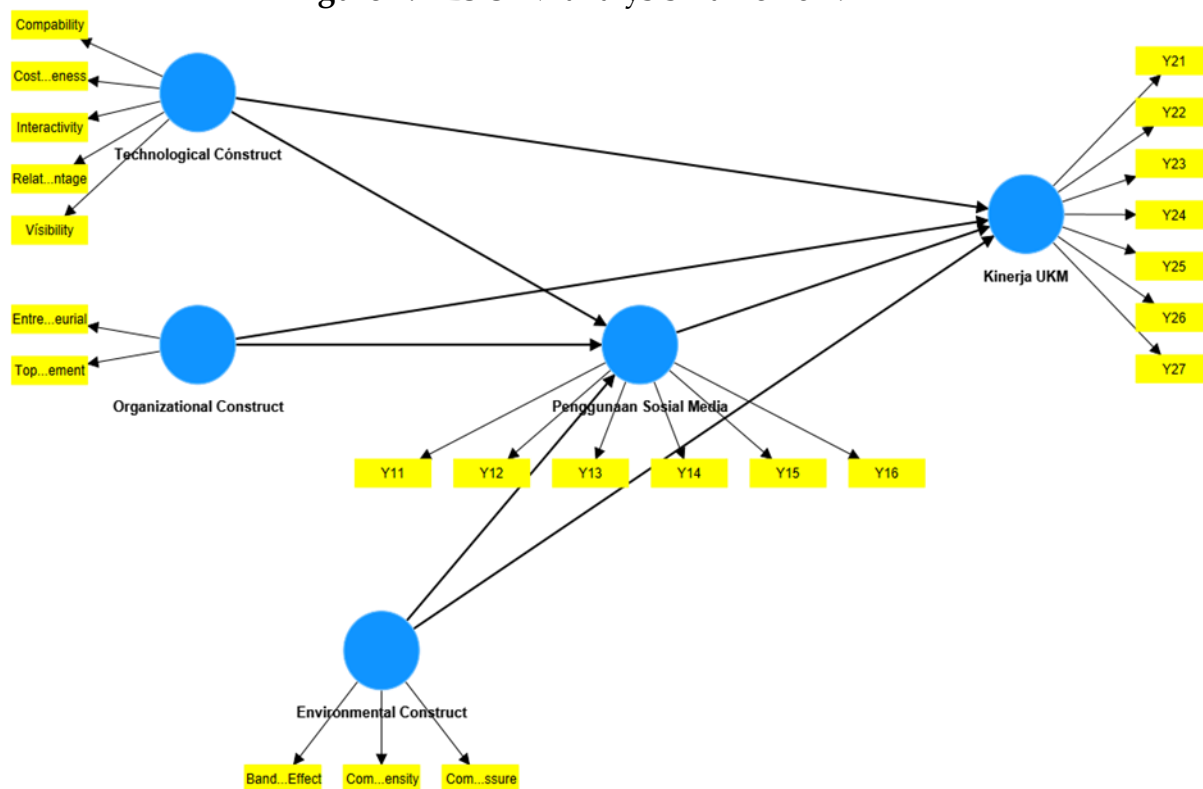 Compability
Cost...eness
Interactivity
Relat...ntage
Vísibility
Technological Cónstruct
Entre...eurial
Top...ement
Organizational Construct
Penggunaan Sosial Media
Y11
Y12
Y13
Y14
Y15
Y16
Kinerja UKM
Y21
Y22
Y23
Y24
Y25
Y26
Y27
Environmental Construct
Band...Effect
Com...ensity
Com...ssure